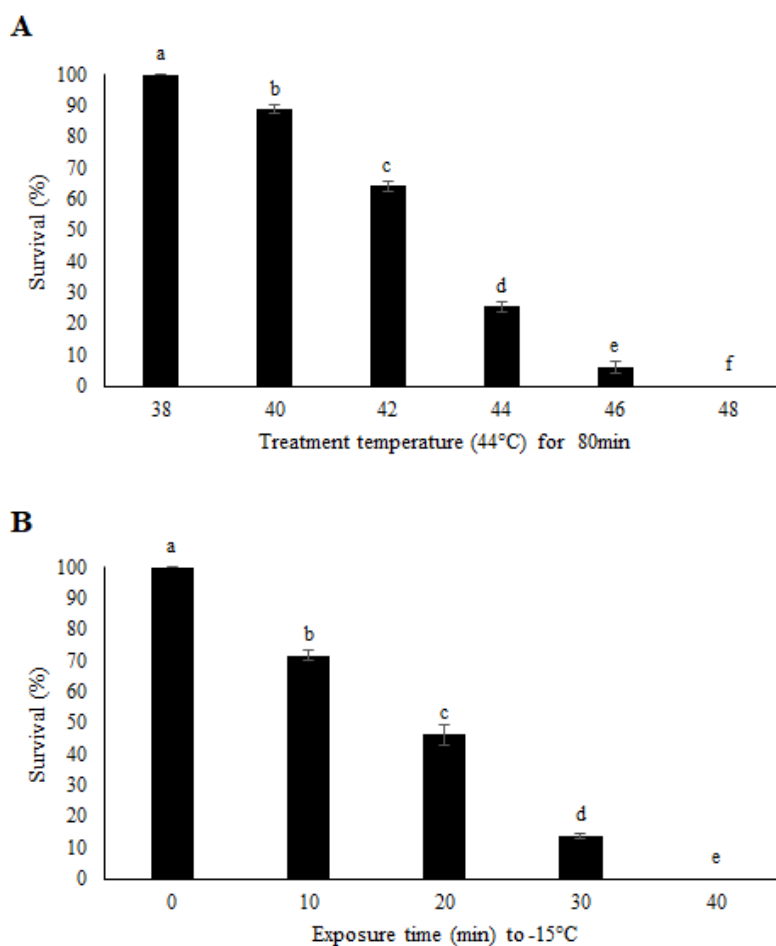 A
a
b
c
d
e
f
100
90
80
70
60
50
40
30
20
10
0
Survival (%)
38 40 42 44 46 48
Treatment temperature (44°C) for 80min
B
a
b
c
d
e
100
90
80
70
60
50
40
30
20
10
0
Survival (%)
0 10 20 30 40
Exposure time (min) to -15°C